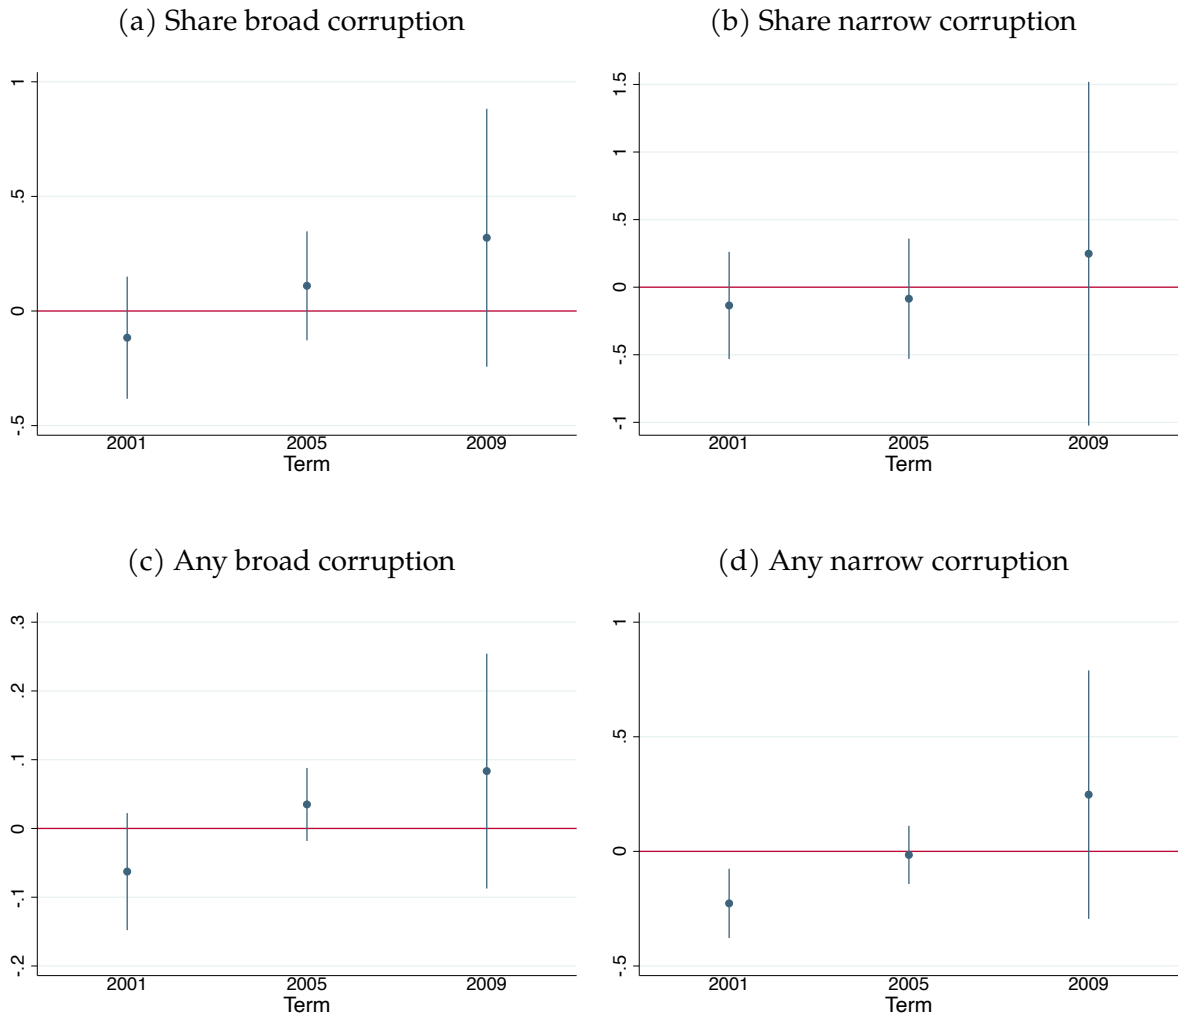 (a) Share broad corruption
1
.5
0
-.5
2001 2005 2009
Term
(b) Share narrow corruption
1.5
1
.5
0
-.5
-1
2001 2005 2009
Term
(c) Any broad corruption
.3
.2
.1
0
-.1
-.2
2001 2005 2009
Term
(d) Any narrow corruption
1
.5
0
-.5
2001 2005 2009
Term